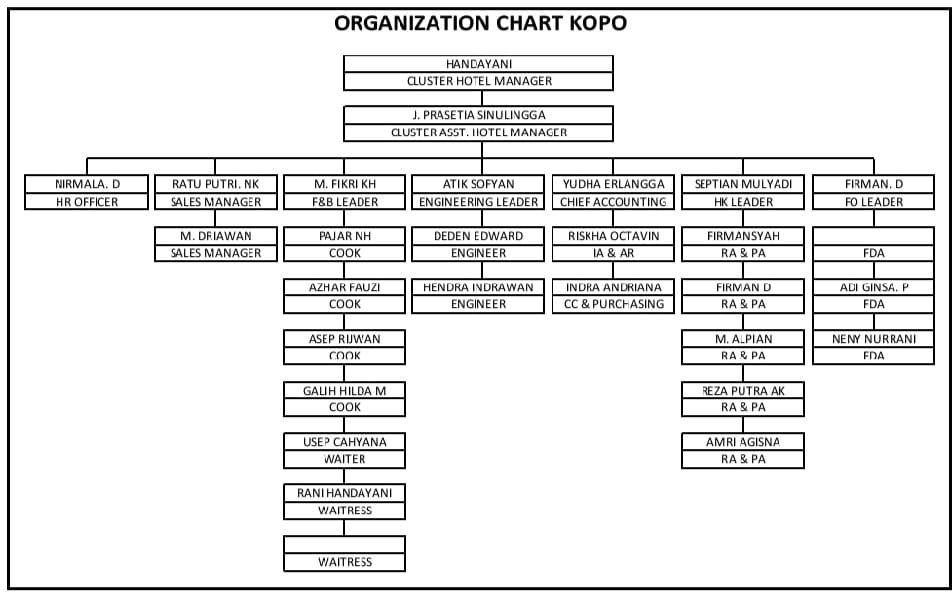 ORGANIZATION CHART KOPO
HANDAYANI
CLUSTER HOTEL MANAGER
J. PRASETIA SINULINGGA
CLUSTER ASST. HOTEL MANAGER
NIRMALA. D
HR OFFICER
RATU PUTRI. NK
SALES MANAGER
M. DRIAWAN
SALES MANAGER
M. FIKRI KH
F&B LEADER
PAJAR NH
COOK
AZHAR FAUZI
COOK
ASEP RIJWAN
COOK
GALIH HILDA M
COOK
USEP CAHYANA
WAITER
RANI HANDAYANI
WAITRESS
WAITRESS
ATIK SOFYAN
ENGINEERING LEADER
DEDEN EDWARD
ENGINEER
HENDRA INDRAWAN
ENGINEER
YUDHA ERLANGGA
CHIEF ACCOUNTING
RISKHA OCTAVIN
IA & AR
INDRA ANDRIANA
CC & PURCHASING
SEPTIAN MULYADI
HK LEADER
FIRMANSYAH
RA & PA
FIRMAN D
RA & PA
M. ALPIAN
RA & PA
REZA PUTRA AK
RA & PA
AMRI AGISNA
RA & PA
FIRMAN. D
FO LEADER
FDA
ADI GINSA. P
FDA
NENY NURRANI
FDA